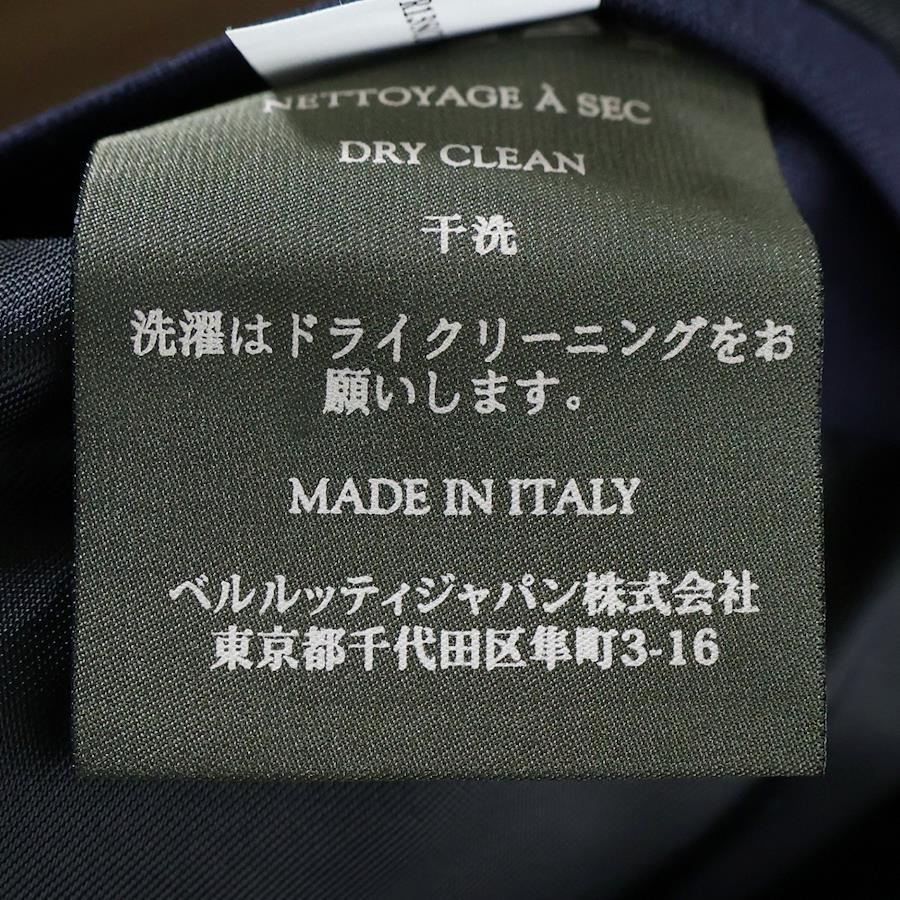 NETTOYAGE À SEC
DRY CLEAN
干洗
洗濯はドライクリーニングをお
願いします。
MADE IN ITALY
ベルルッティジャパン株式会社
東京都千代田区隼町3-16